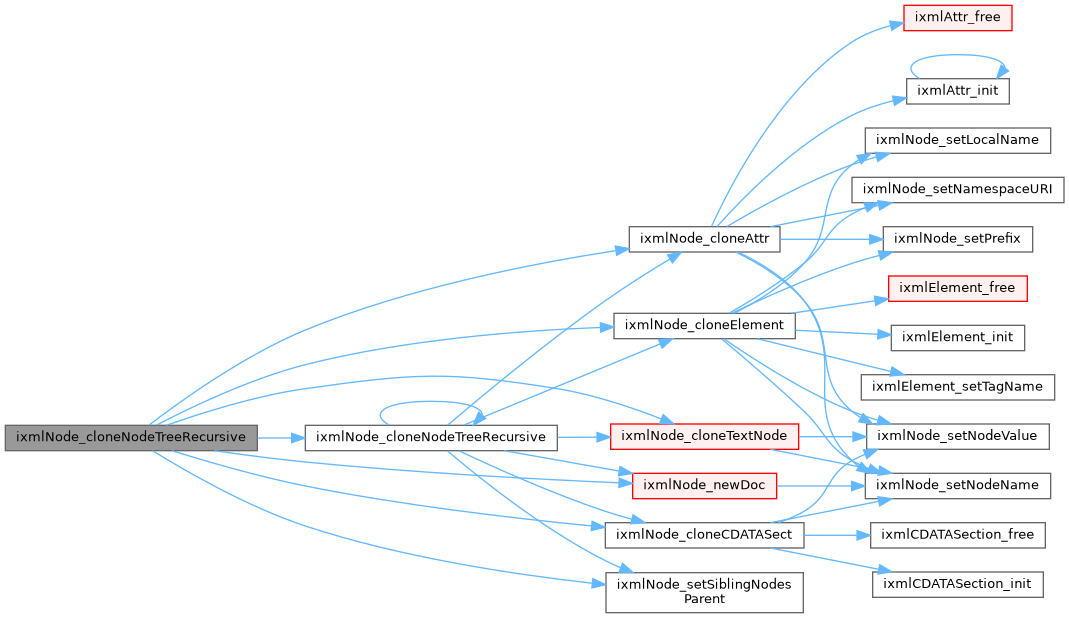 ixmlAttr_free
ixmlAttr_init
ixmlNode_setLocalName
ixmlNode_setNamespaceURI
ixmlNode_cloneAttr
ixmlNode_setPrefix
ixmlElement_free
ixmlNode_cloneElement
ixmlElement_init
ixmlElement_setTagName
ixmlNode_cloneNodeTreeRecursive
ixmlNode_cloneNodeTreeRecursive
ixmlNode_cloneTextNode
ixmlNode_setNodeValue
ixmlNode_newDoc
ixmlNode_setNodeName
ixmlNode_cloneCDATASect
ixmlCDATASection_free
ixmlCDATASection_init
ixmlNode_setSiblingNodes
Parent